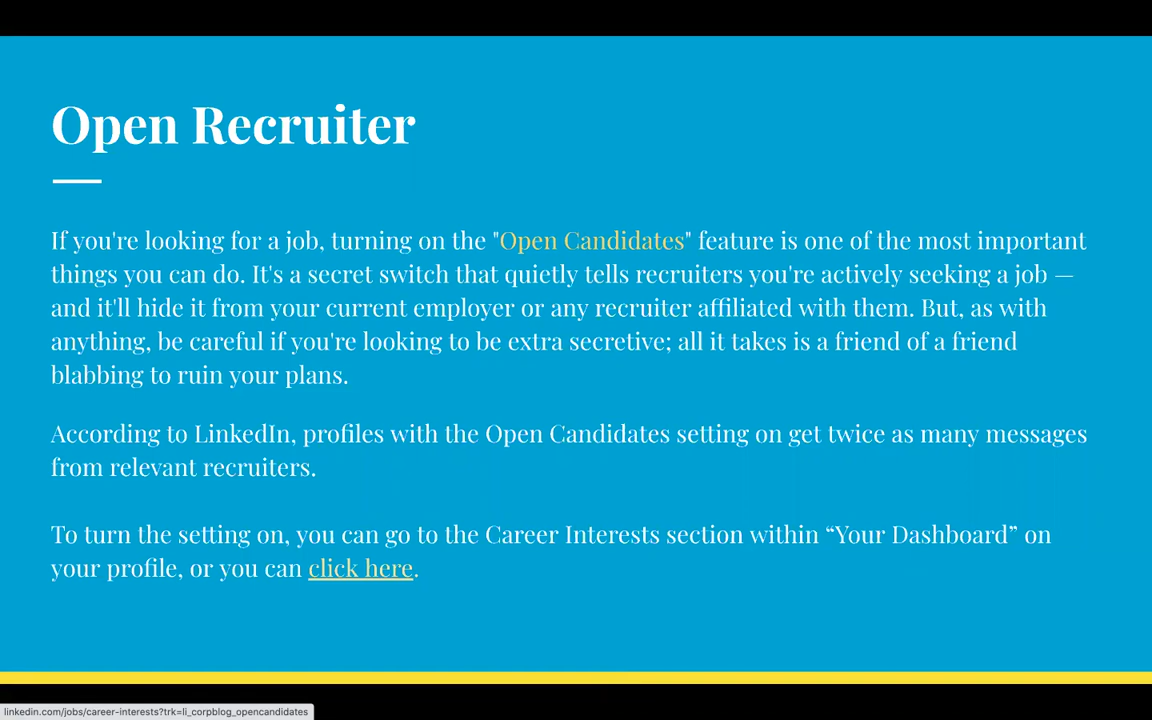 Open Recruiter
If you're looking for a job, turning on the "Open Candidates" feature is one of the most important
things you can do. It's a secret switch that quietly tells recruiters you're actively seeking a job —
and it'll hide it from your current employer or any recruiter affiliated with them. But, as with
anything, be careful if you're looking to be extra secretive; all it takes is a friend of a friend
blabbing to ruin your plans.
According to LinkedIn, profiles with the Open Candidates setting on get twice as many messages
from relevant recruiters.
To turn the setting on, you can go to the Career Interests section within “Your Dashboard” on
your profile, or you can click here.
linkedin.com/jobs/career-interests?trk=li_corpblog_opencandidates